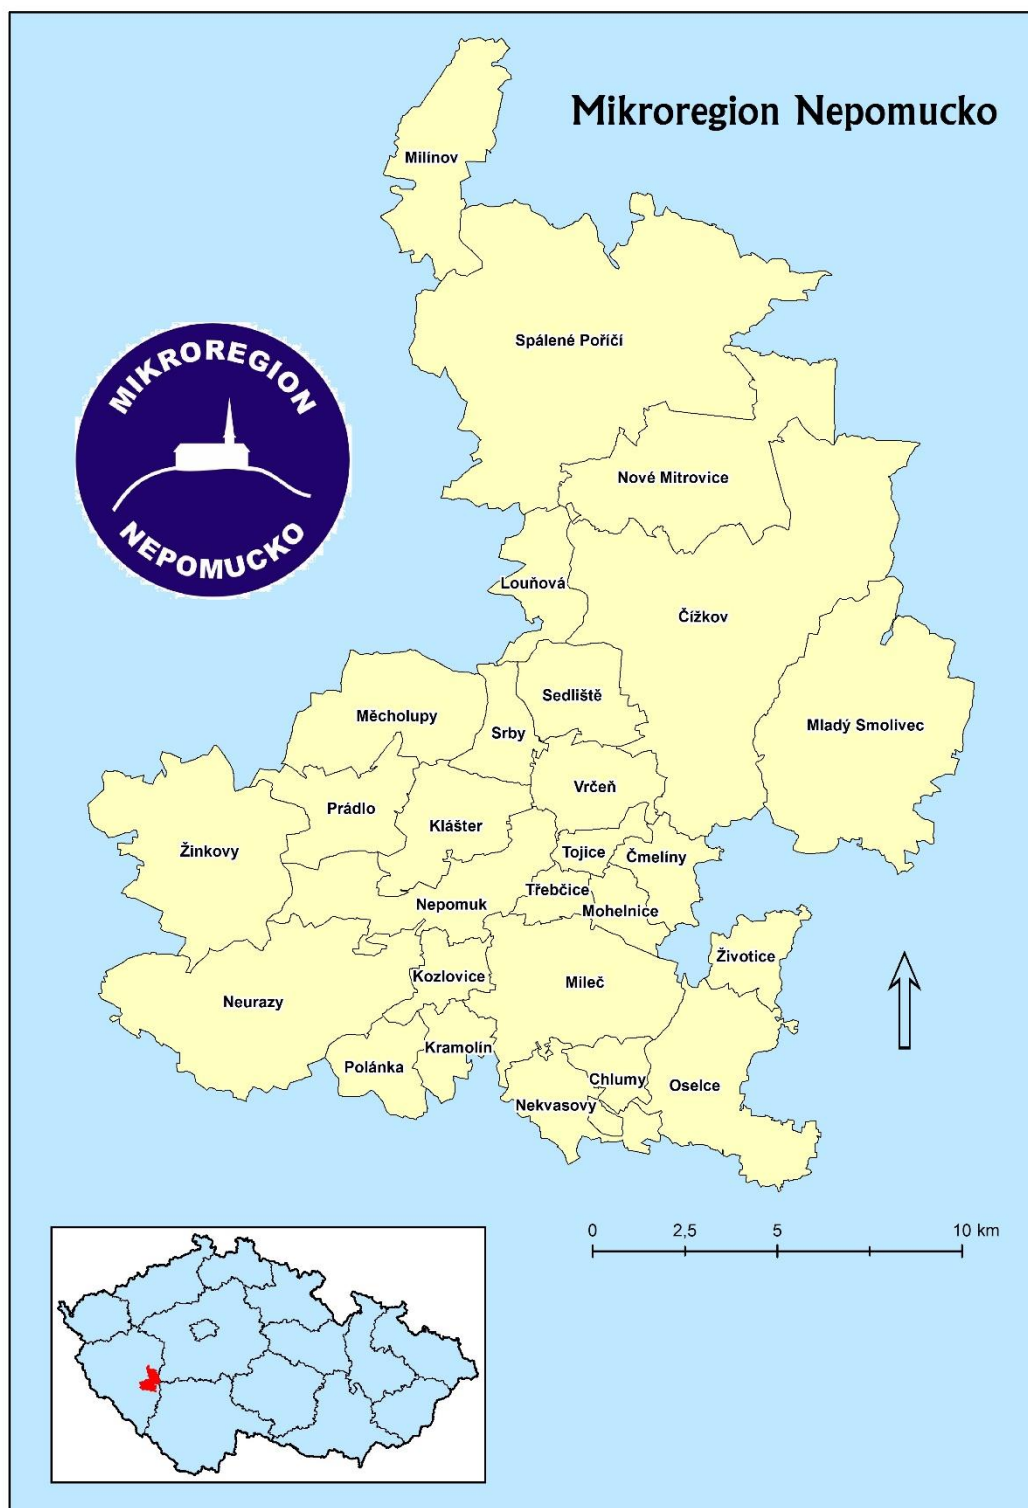 Mikroregion Nepomucko
Milínov
Spálené Poříčí
MIKROREGION
NEPOMUCKO
Nové Mitrovice
Louňová
Čížkov
Sedliště
Měcholupy
Srby
Mladý Smolivec
Vrčeň
Prádlo
Klášter
Žinkovy
Tojice
Čmelíny
Třebčice
Nepomuk
Mohelnice
Životice
Kozlovice
Mileč
Neurazy
Kramolín
Polánka
Chlumy
Oselce
Nekvasovy
0 2,5 5 10 km